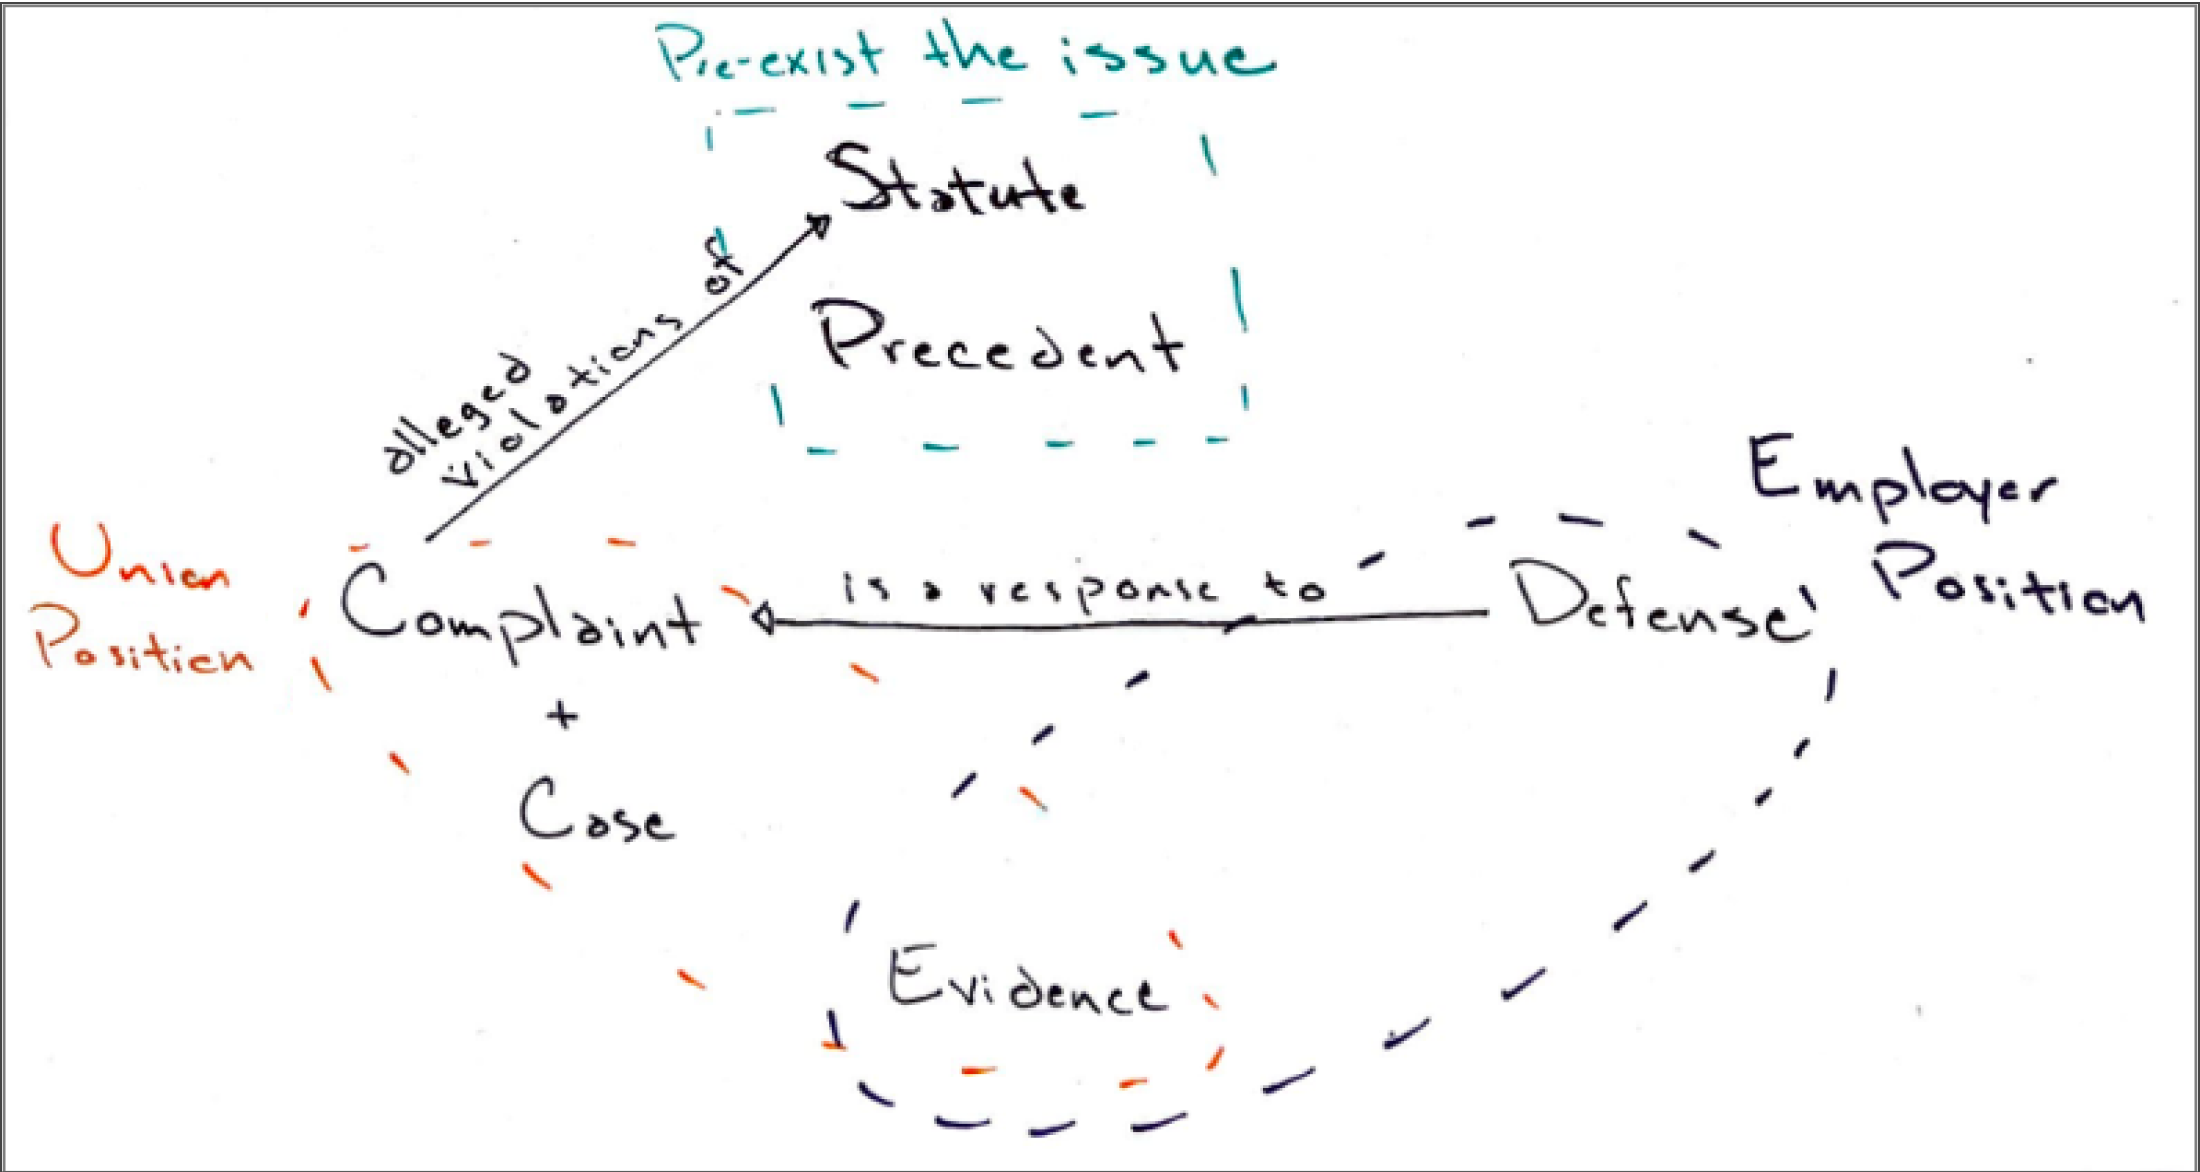 Pre-exist the issue
Statute
Precedent
alleged
violations of
Employer
Position
Union
Position
Complaint
is a response to
Defense
+
Case
Evidence